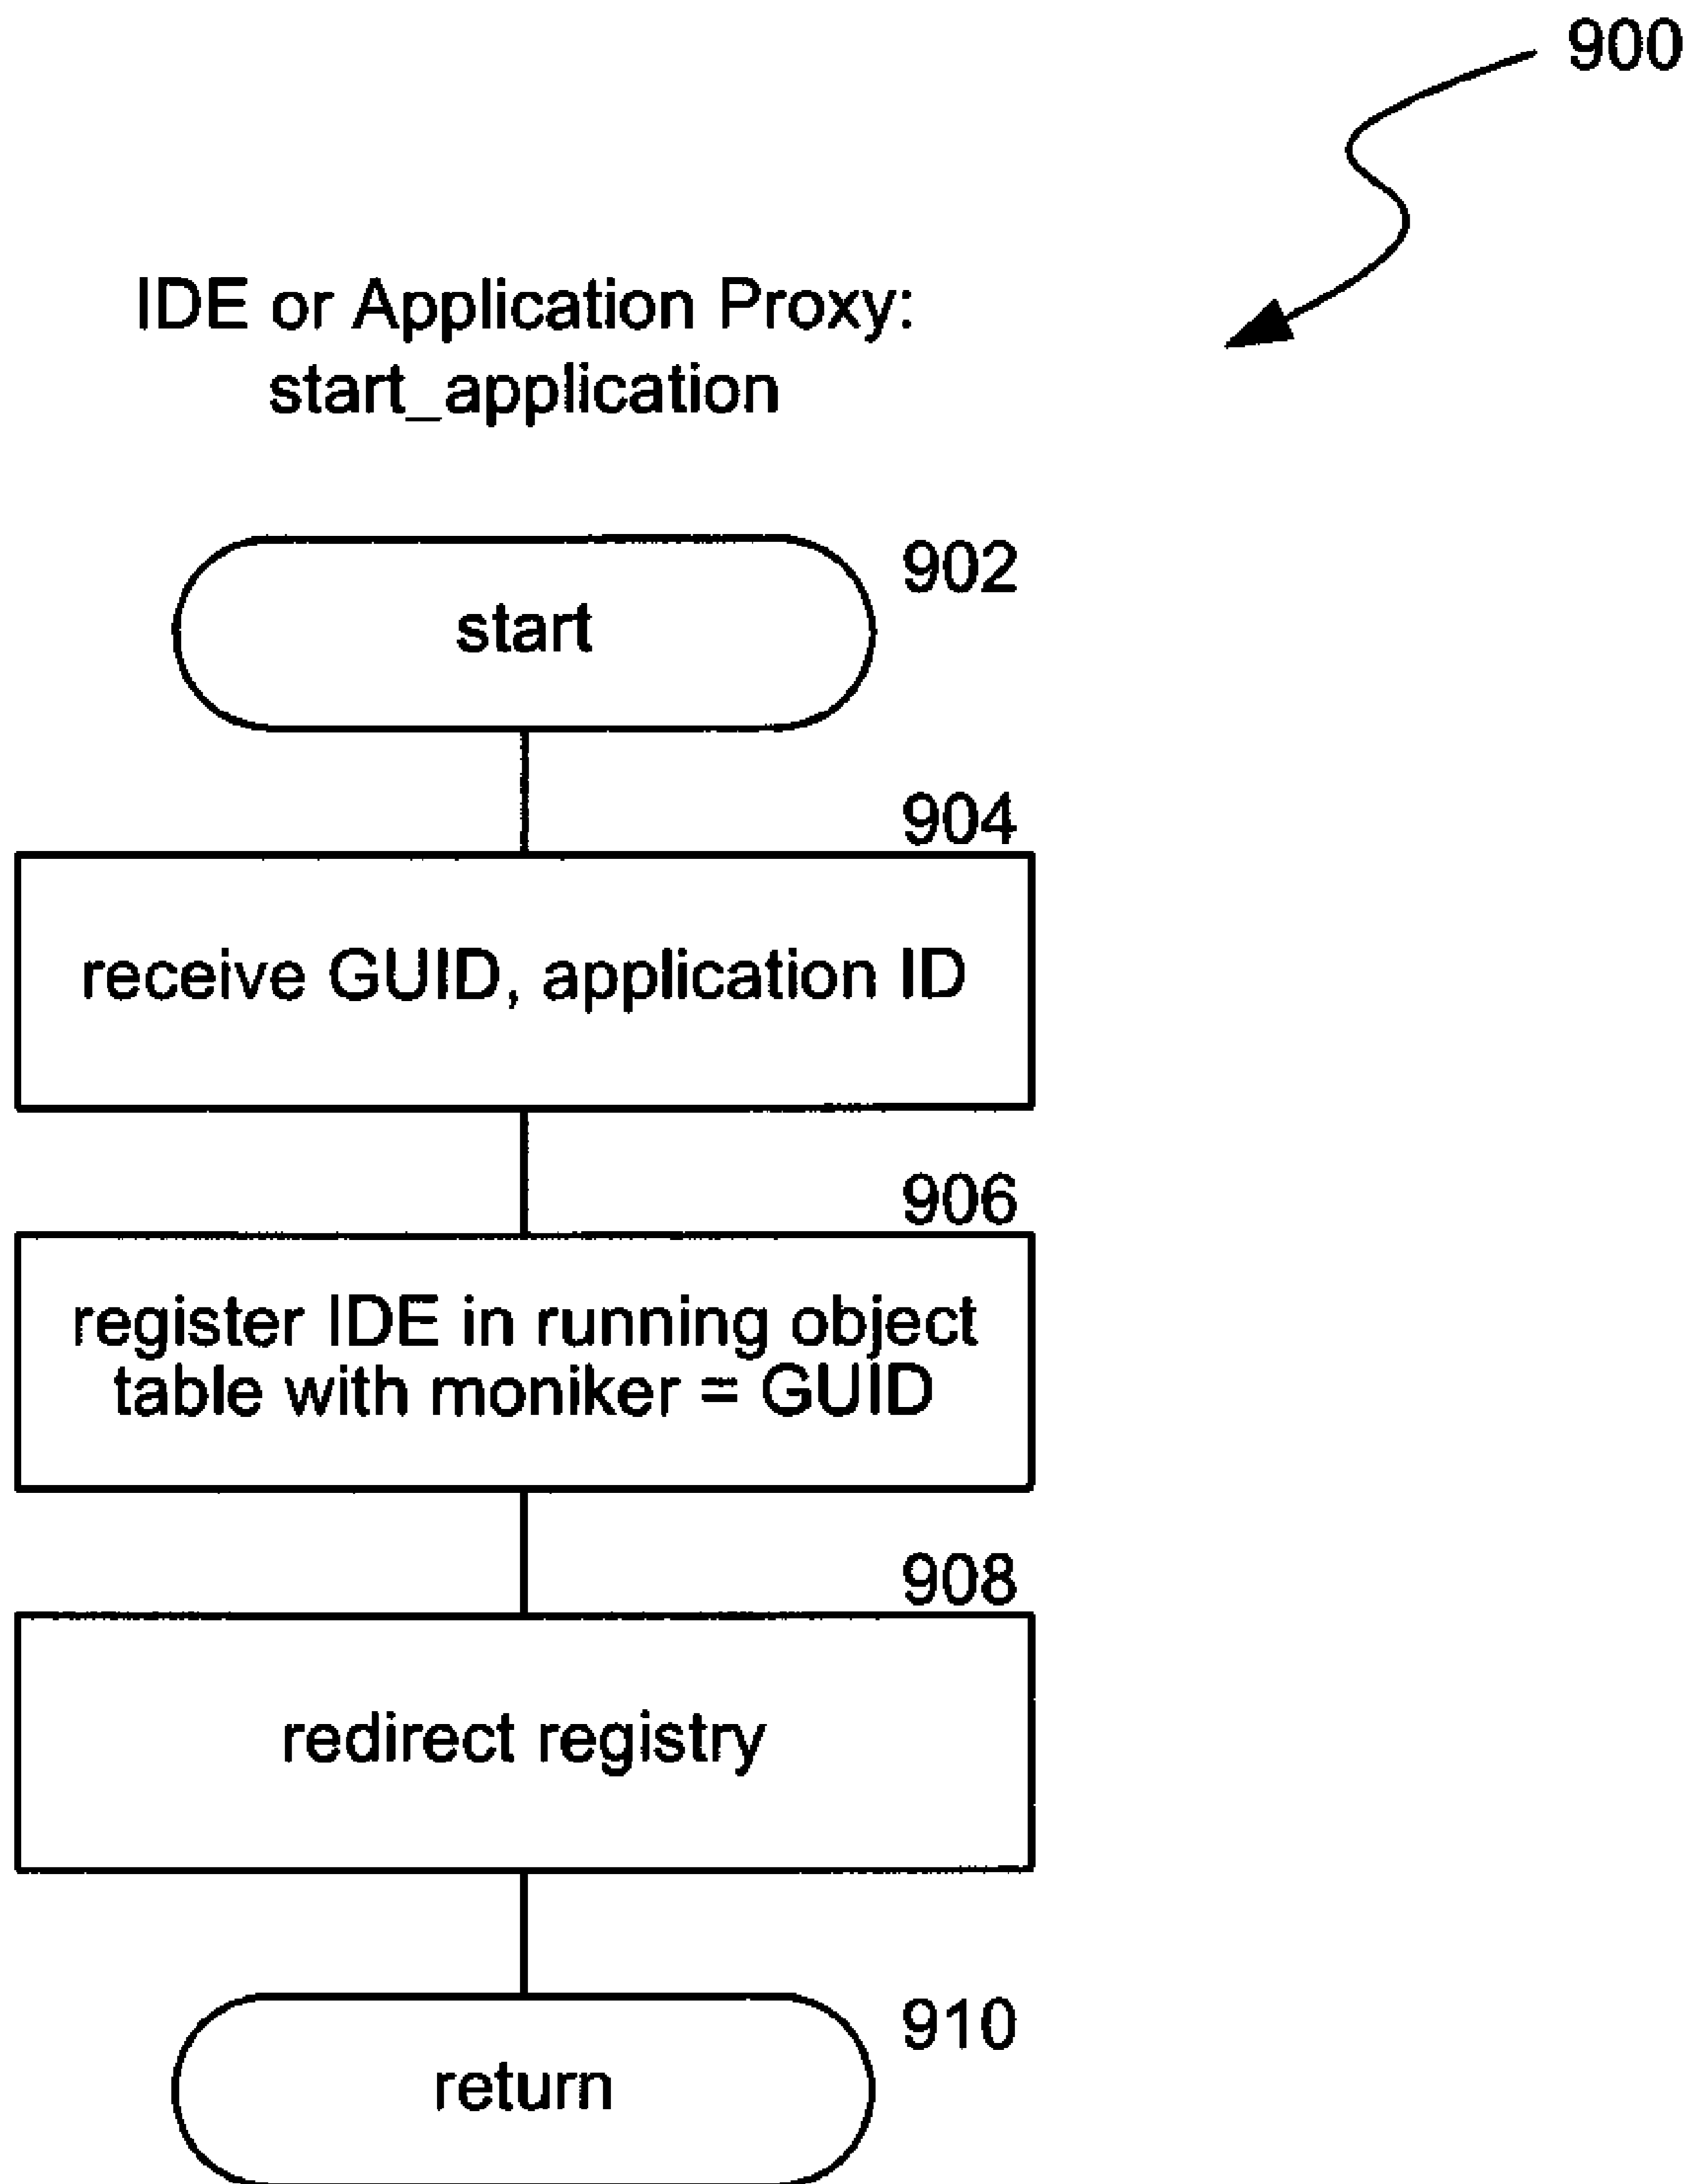 900
IDE or Application Proxy:
start_application
902
start
904
receive GUID, application ID
906
register IDE in running object
table with moniker = GUID
908
redirect registry
910
return